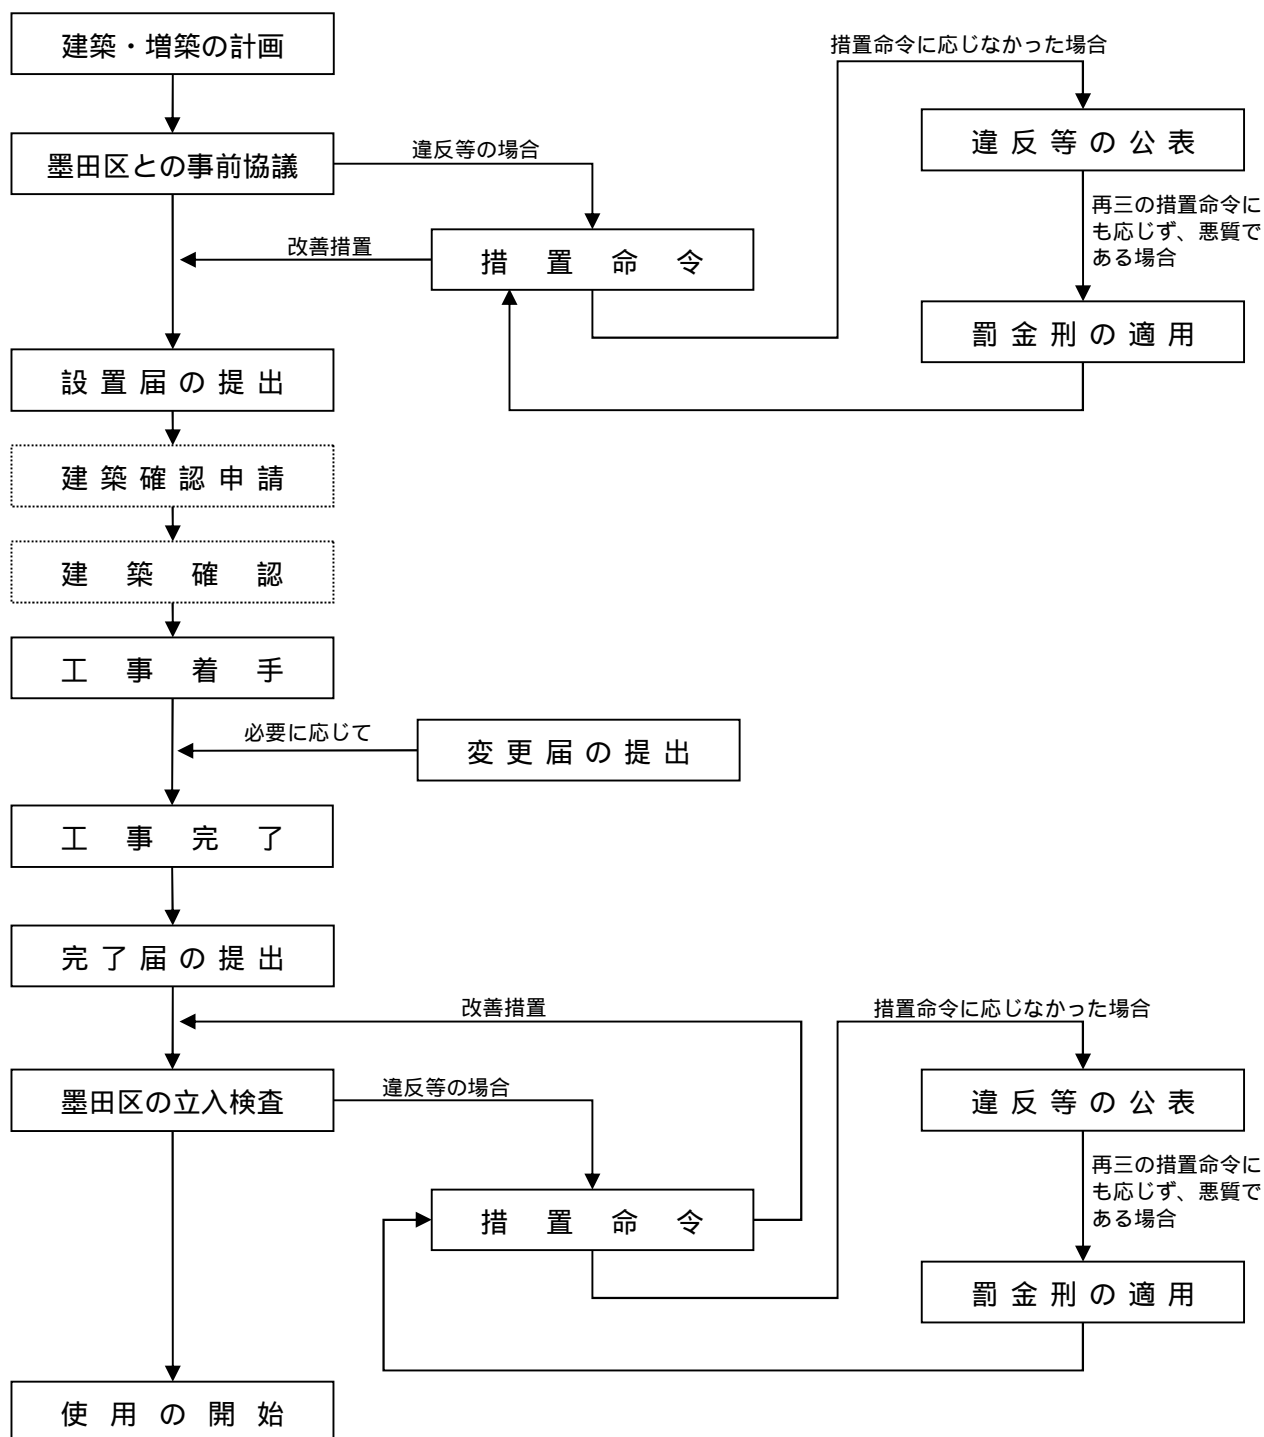 建築・増築の計画
措置命令に応じなかった場合
違反等の公表
墨田区との事前協議
違反等の場合
再三の措置命令に
も応じず、悪質で
ある場合
改善措置
措置命令
罰金刑の適用
設置届の提出
建築確認申請
建築確認
工事着手
必要に応じて
変更届の提出
工事完了
完了届の提出
改善措置
措置命令に応じなかった場合
墨田区の立入検査
違反等の場合
違反等の公表
再三の措置命令に
も応じず、悪質で
ある場合
措置命令
罰金刑の適用
使用の開始